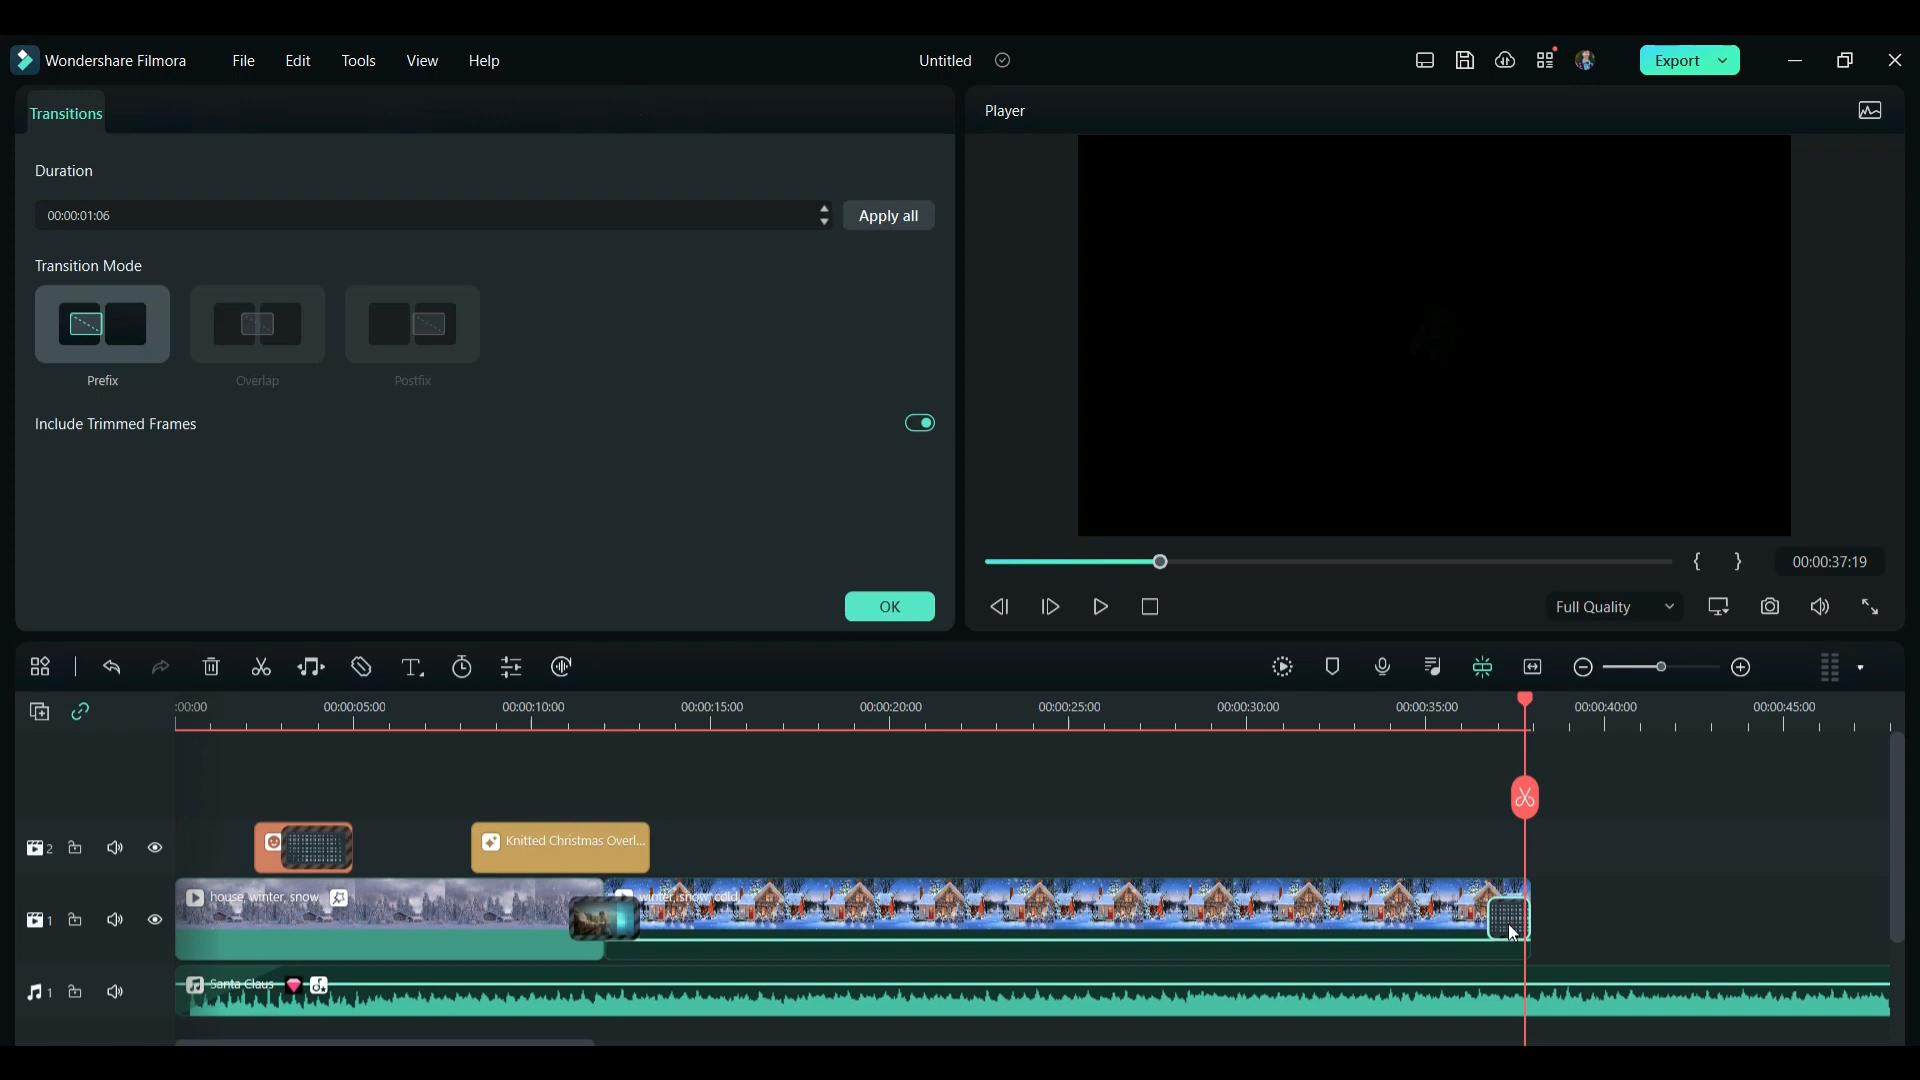 Wondershare Filmora File Edit Tools View Help Untitled Export
Transitions
Player
Duration
00:00:01:06 Apply all
Transition Mode
Prefix Overlap Postfix
Include Trimmed Frames
00:00:37:19
OK
Full Quality
:00:00 00:00:05:00 00:00:10:00 00:00:15:00 00:00:20:00 00:00:25:00 00:00:30:00 00:00:35:00 00:00:40:00 00:00:45:00
2 Knitted Christmas Overl...
house, winter, snow winter, snow, cold
1
1 Santa Claus